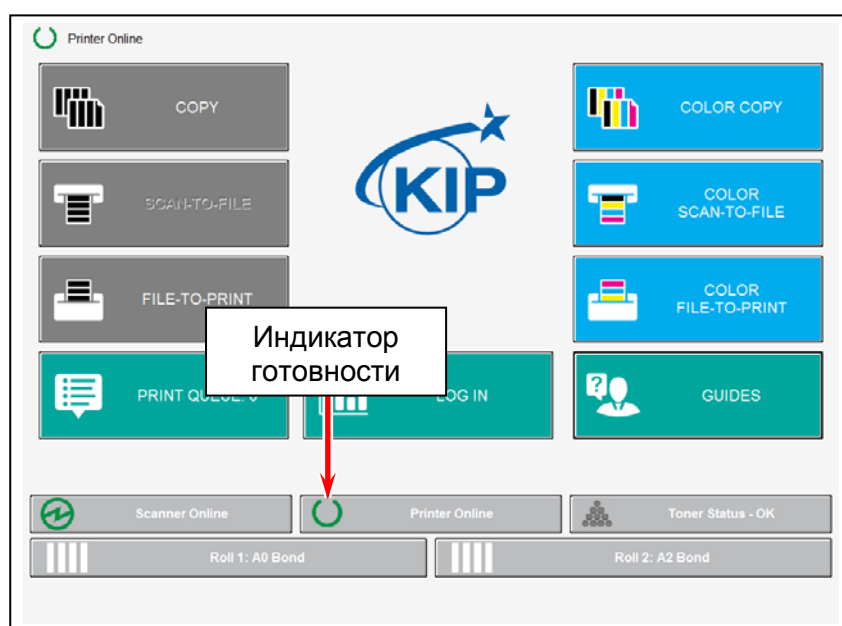 Printer Online
COPY
COLOR COPY
KIP
SCAN-TO-FILE
COLOR
SCAN-TO-FILE
FILE-TO-PRINT
COLOR
FILE-TO-PRINT
Индикатор
готовности
PRINT
LOG IN
GUIDES
Scanner Online
Printer Online
Toner Status - OK
Roll 1: A0 Bond
Roll 2: A2 Bond